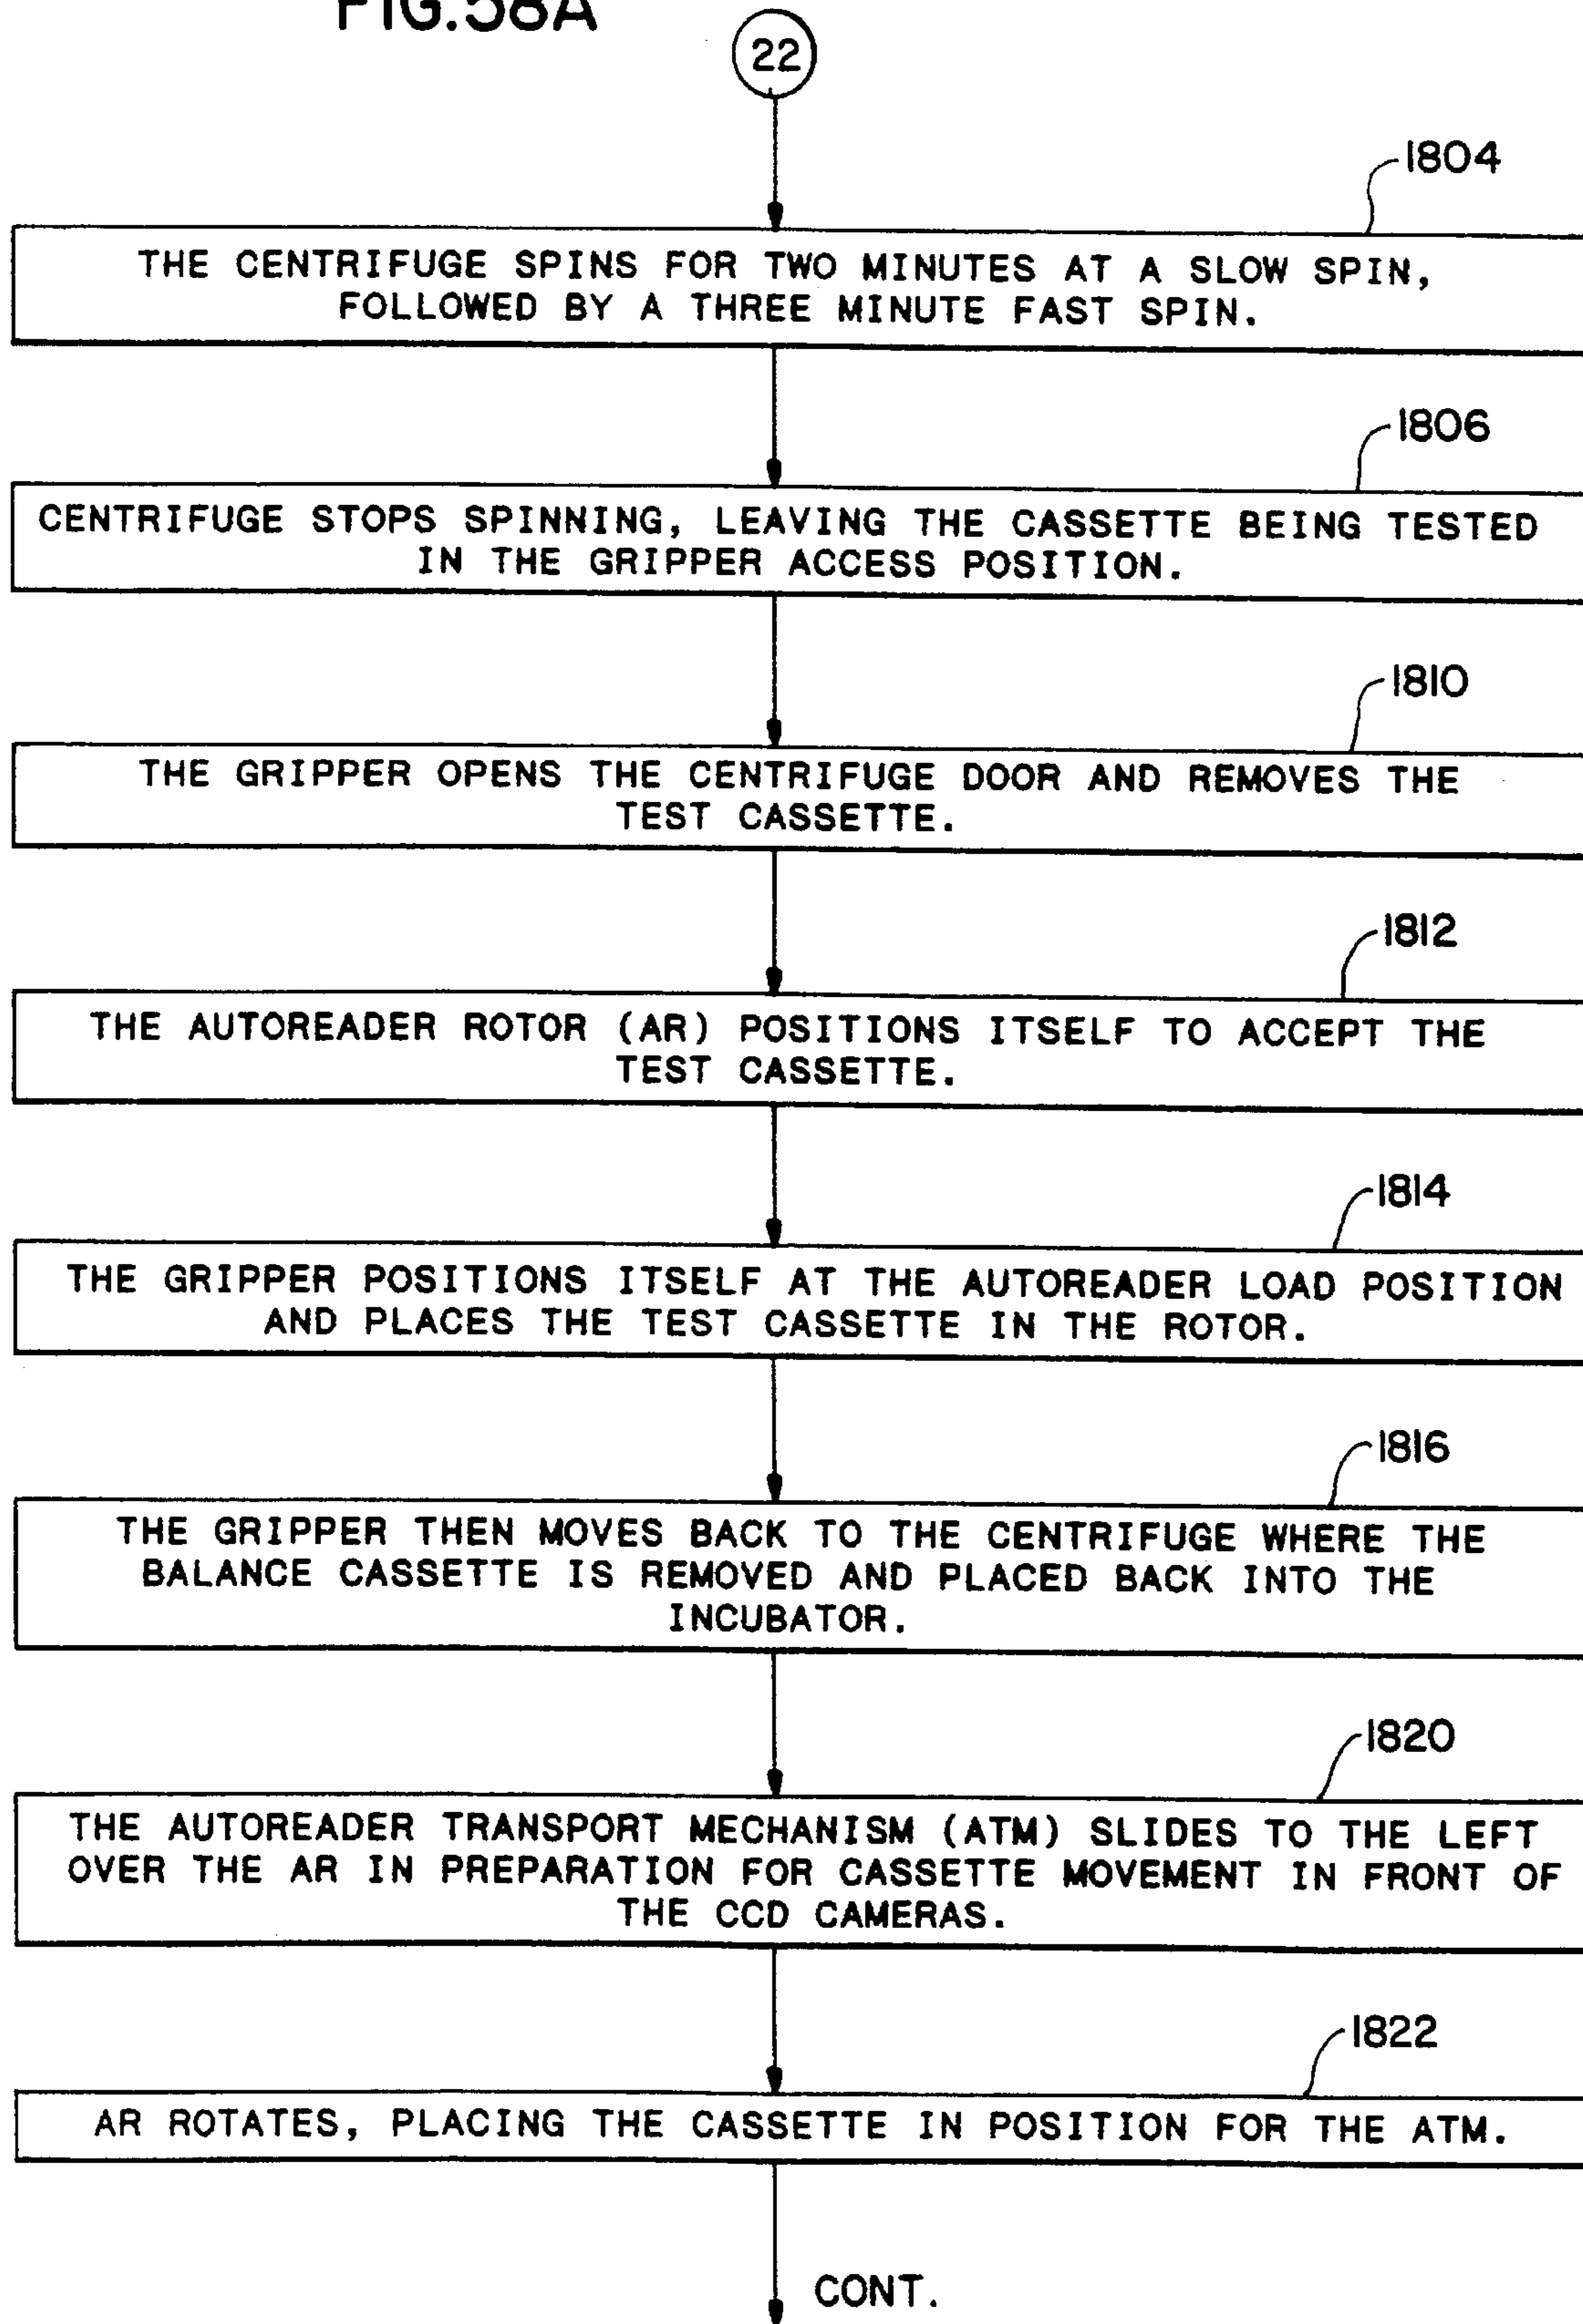 FIG.58A
22
1804
THE CENTRIFUGE SPINS FOR TWO MINUTES AT A SLOW SPIN,
FOLLOWED BY A THREE MINUTE FAST SPIN.
1806
CENTRIFUGE STOPS SPINNING, LEAVING THE CASSETTE BEING TESTED
IN THE GRIPPER ACCESS POSITION.
1810
THE GRIPPER OPENS THE CENTRIFUGE DOOR AND REMOVES THE
TEST CASSETTE.
1812
THE AUTOREADER ROTOR (AR) POSITIONS ITSELF TO ACCEPT THE
TEST CASSETTE.
1814
THE GRIPPER POSITIONS ITSELF AT THE AUTOREADER LOAD POSITION
AND PLACES THE TEST CASSETTE IN THE ROTOR.
1816
THE GRIPPER THEN MOVES BACK TO THE CENTRIFUGE WHERE THE
BALANCE CASSETTE IS REMOVED AND PLACED BACK INTO THE
INCUBATOR.
1820
THE AUTOREADER TRANSPORT MECHANISM (ATM) SLIDES TO THE LEFT
OVER THE AR IN PREPARATION FOR CASSETTE MOVEMENT IN FRONT OF
THE CCD CAMERAS.
1822
AR ROTATES, PLACING THE CASSETTE IN POSITION FOR THE ATM.
CONT.